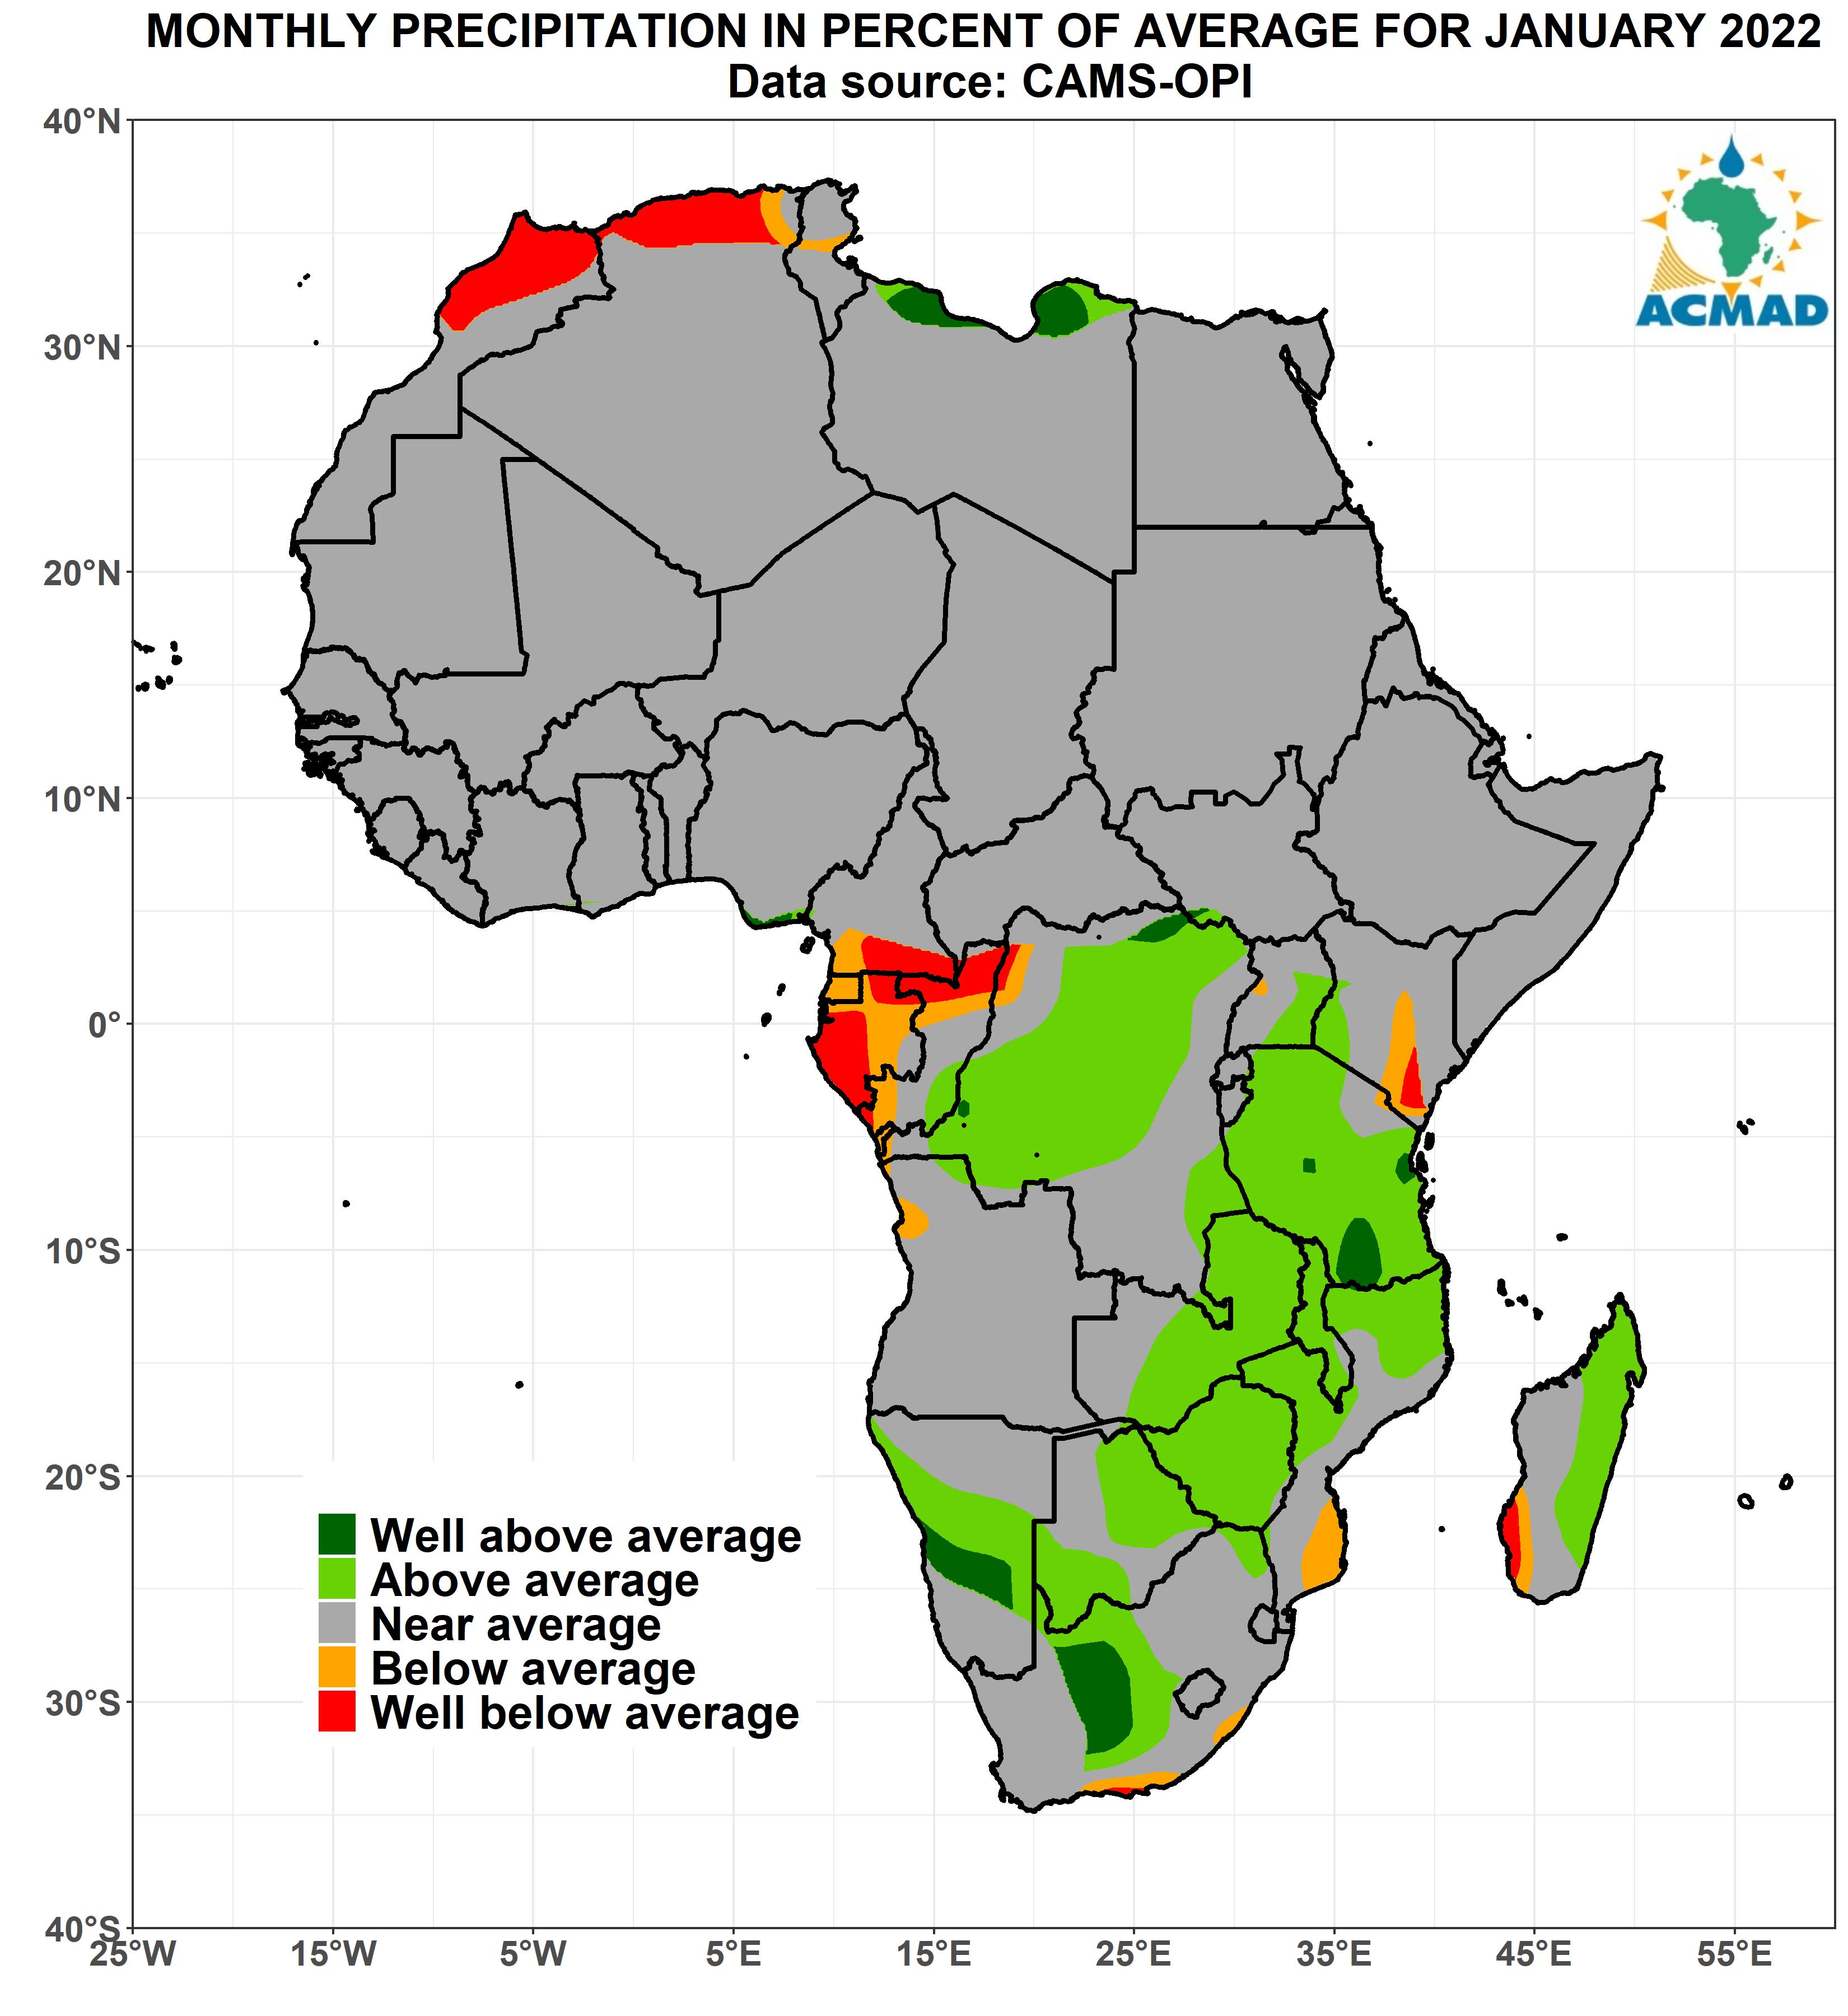 MONTHLY PRECIPITATION IN PERCENT OF AVERAGE FOR JANUARY 2022
Data source: CAMS-OPI
ACMAD
40°N
30°N
20°N
10°N
0°
10°S
20°S
30°S
40°S
Well above average
Above average
Near average
Below average
Well below average
25°W 15°W 5°W 5°E 15°E 25°E 35°E 45°E 55°E